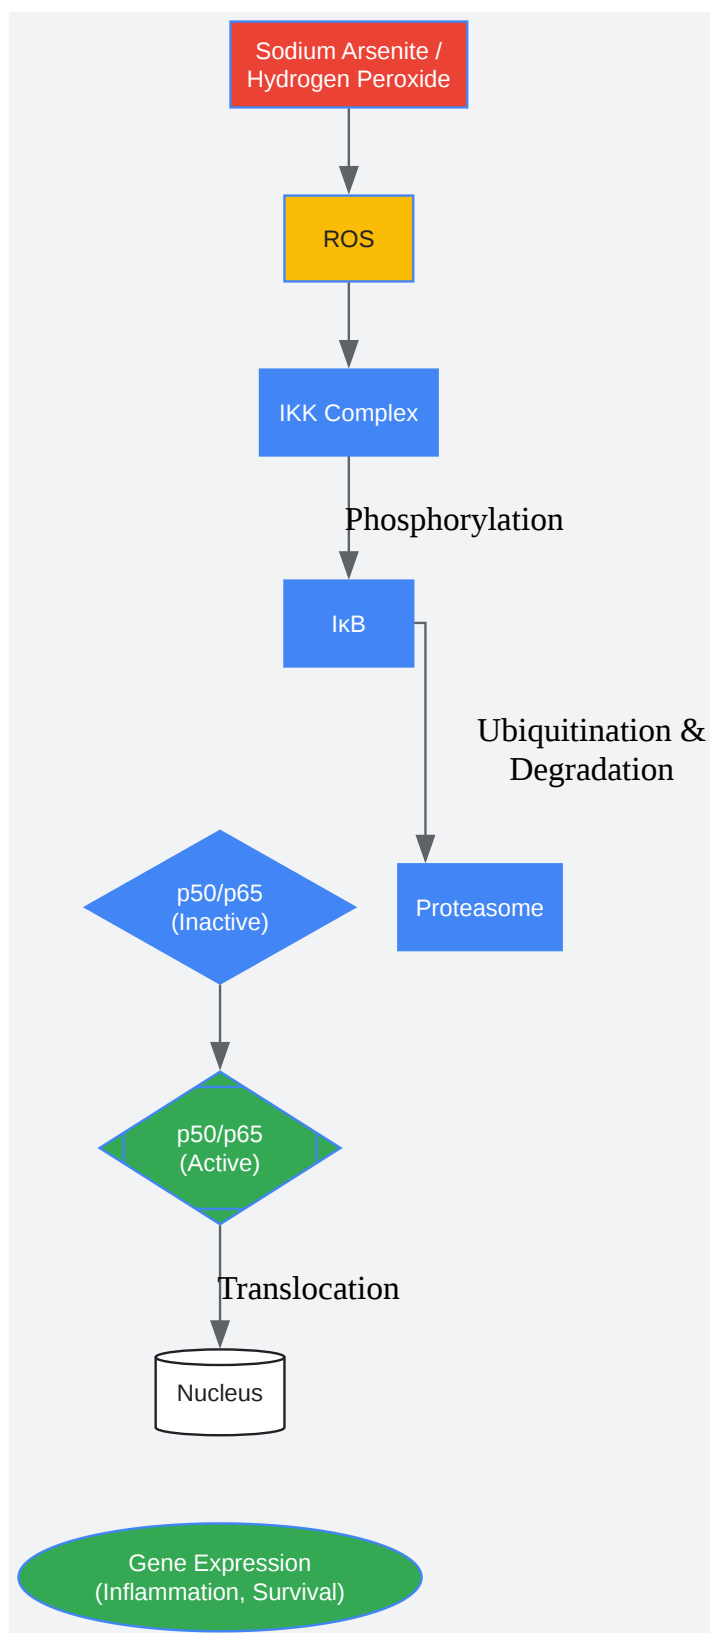 Sodium Arsenite /
Hydrogen Peroxide
ROS
IKK Complex
Phosphorylation
IκB
Ubiquitination &
Degradation
p50/p65
(Inactive)
Proteasome
p50/p65
(Active)
Translocation
Nucleus
Gene Expression
(Inflammation, Survival)